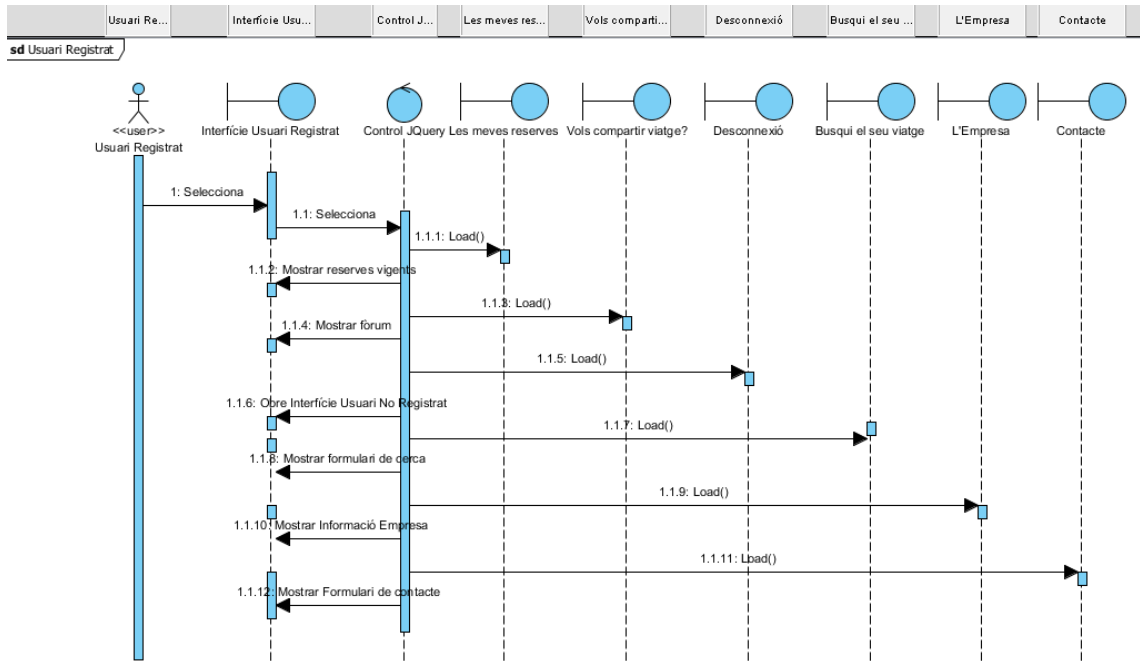 Usuari Re...
Interfície Usu...
Control J...
Les meves res...
Vols comparti...
Desconnexió
Busqui el seu ...
L'Empresa
Contacte
sd Usuari Registrat
<<user>>
Usuari Registrat
Interfície Usuari Registrat
Control JQuery
Les meves reserves
Vols compartir viatge?
Desconnexió
Busqui el seu viatge
L'Empresa
Contacte
1: Selecciona
1.1: Selecciona
1.1.1: Load()
1.1.2: Mostrar reserves vigents
1.1.3: Load()
1.1.4: Mostrar fòrum
1.1.5: Load()
1.1.6: Obre Interfície Usuari No Registrat
1.1.7: Load()
1.1.8: Mostrar formulari de cerca
1.1.9: Load()
1.1.10: Mostrar Informació Empresa
1.1.11: Load()
1.1.12: Mostrar Formulari de contacte